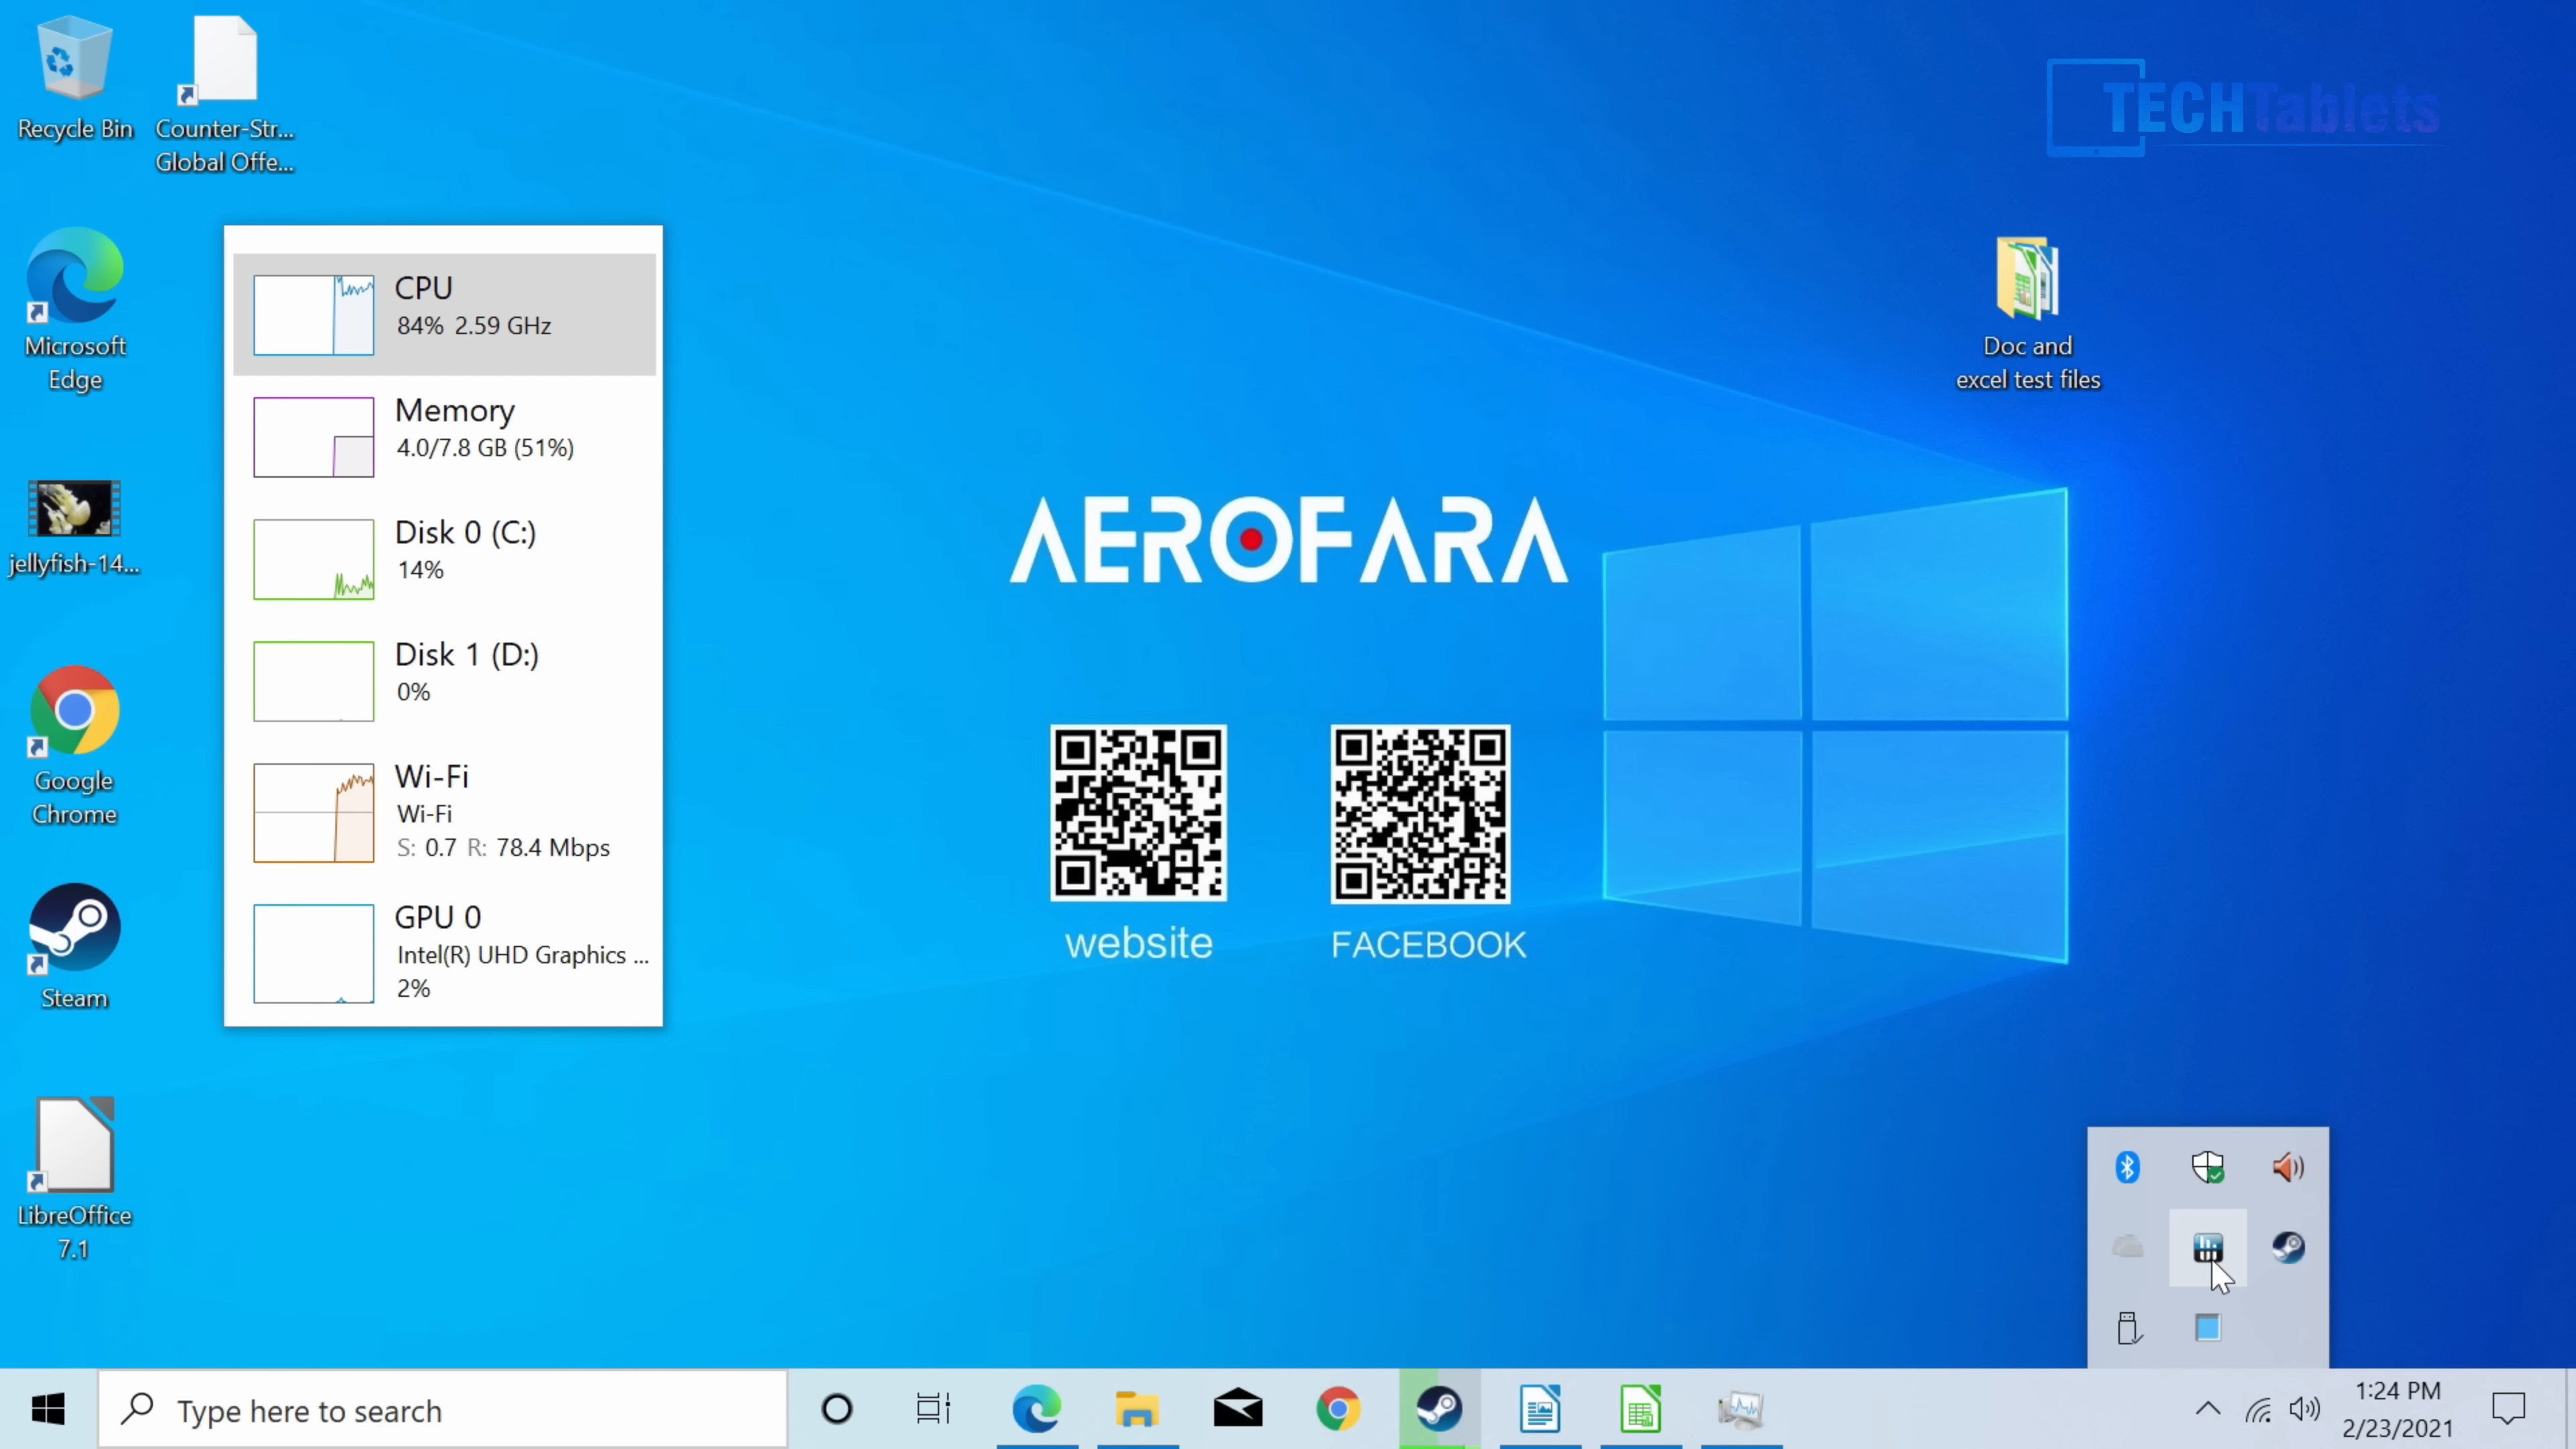 Recycle Bin
Counter-Str...
Global Offe...
TECHTablets
Microsoft
Edge
CPU
84% 2.59 GHz
Doc and
excel test files
Memory
4.0/7.8 GB (51%)
jellyfish-14...
Disk 0 (C:)
14%
AEROFARA
Disk 1 (D:)
0%
Google
Chrome
Wi-Fi
Wi-Fi
S: 0.7 R: 78.4 Mbps
GPU 0
Intel(R) UHD Graphics ...
2%
website
FACEBOOK
Steam
LibreOffice
7.1
Type here to search
1:24 PM
2/23/2021